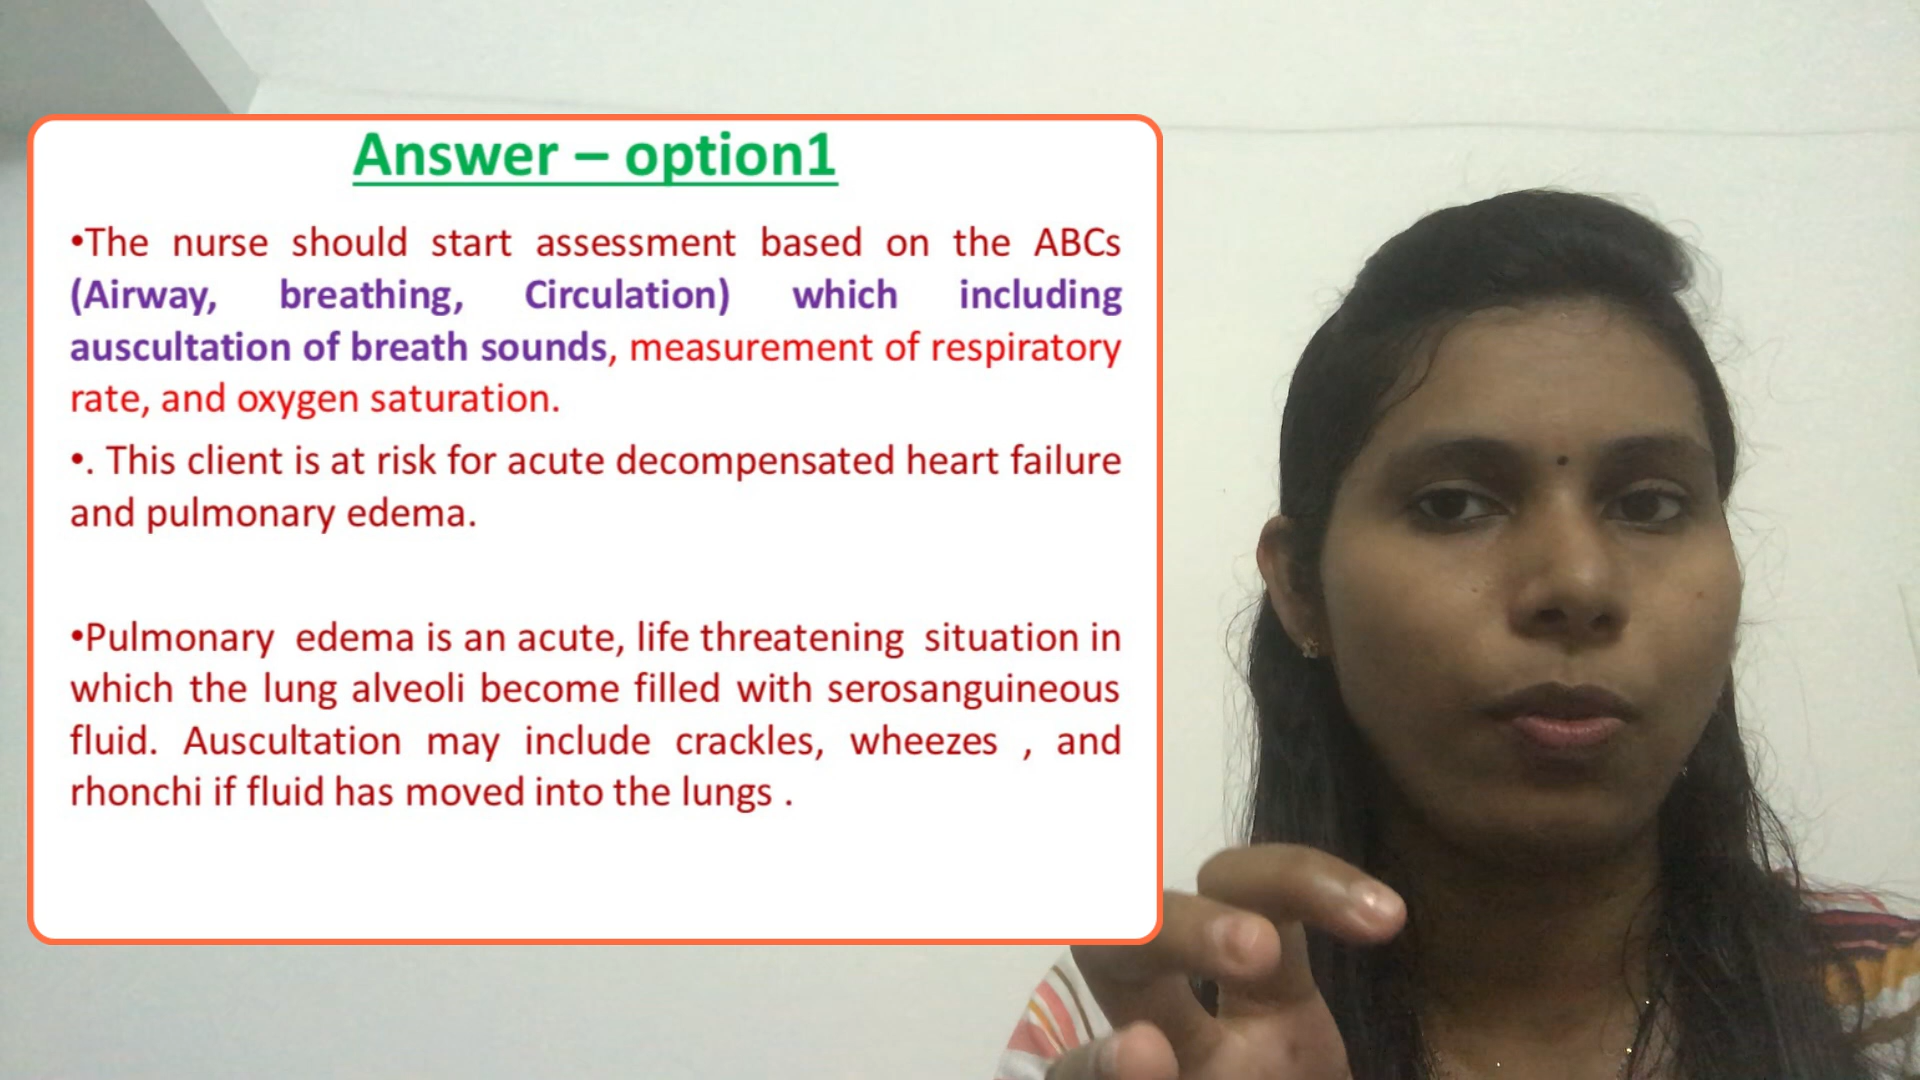 Answer – option1
•The nurse should start assessment based on the ABCs
(Airway, breathing, Circulation) which including
auscultation of breath sounds, measurement of respiratory
rate, and oxygen saturation.
•. This client is at risk for acute decompensated heart failure
and pulmonary edema.
•Pulmonary edema is an acute, life threatening situation in
which the lung alveoli become filled with serosanguineous
fluid. Auscultation may include crackles, wheezes , and
rhonchi if fluid has moved into the lungs .